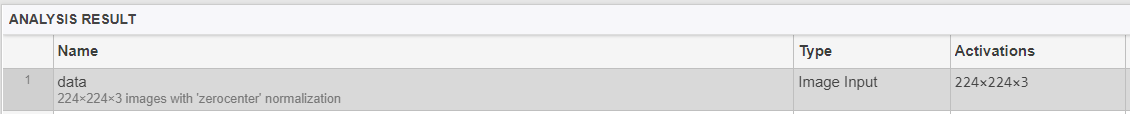 ANALYSIS RESULT
Name Type Activations
1 data Image Input 224×224×3
224×224×3 images with 'zerocenter' normalization